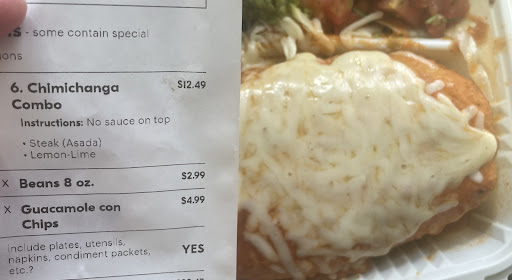 - some contain special
ions
6. Chimichanga $12.49
Combo
Instructions: No sauce on top
• Steak (Asada)
• Lemon-Lime
x Beans 8 oz. $2.99
x Guacamole con $4.99
Chips
Include plates, utensils,
napkins, condiment packets, YES
etc.?